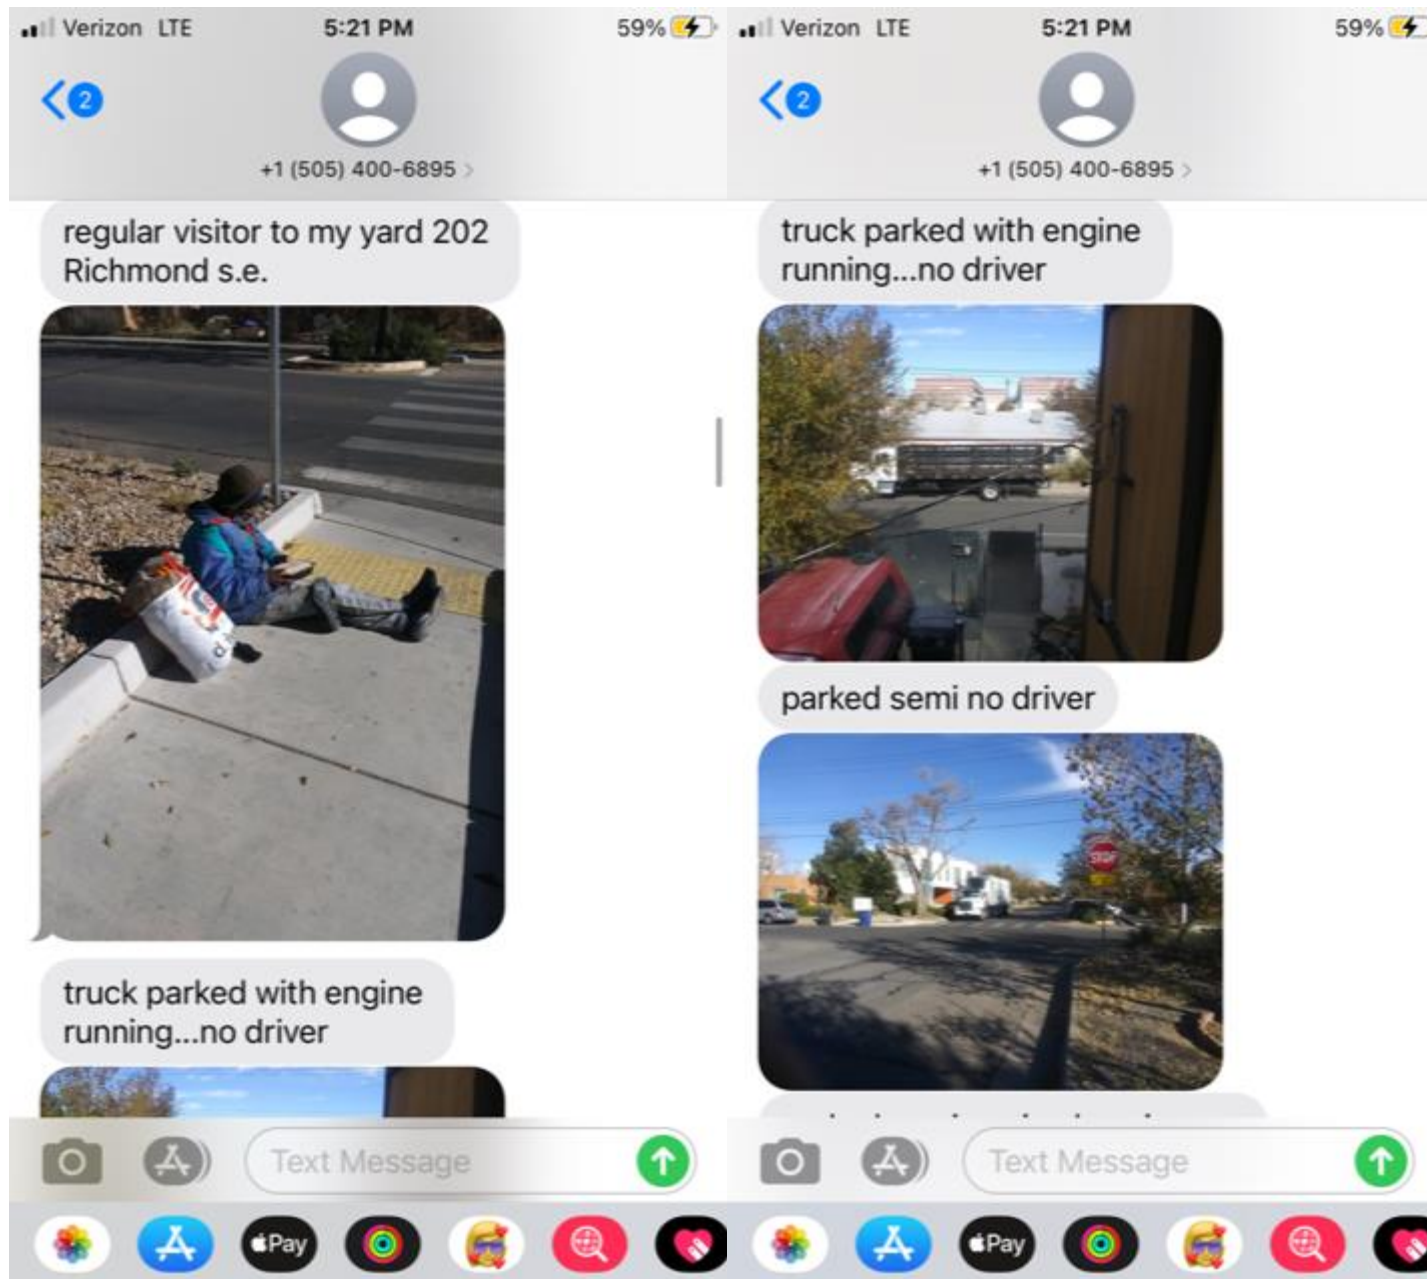 Verizon LTE 5:21 PM 59%
2
+1 (505) 400-6895
regular visitor to my yard 202
Richmond s.e.
truck parked with engine
running...no driver
Text Message
Pay
Verizon LTE 5:21 PM 59%
2
+1 (505) 400-6895
truck parked with engine
running...no driver
parked semi no driver
STOP
Text Message
Pay